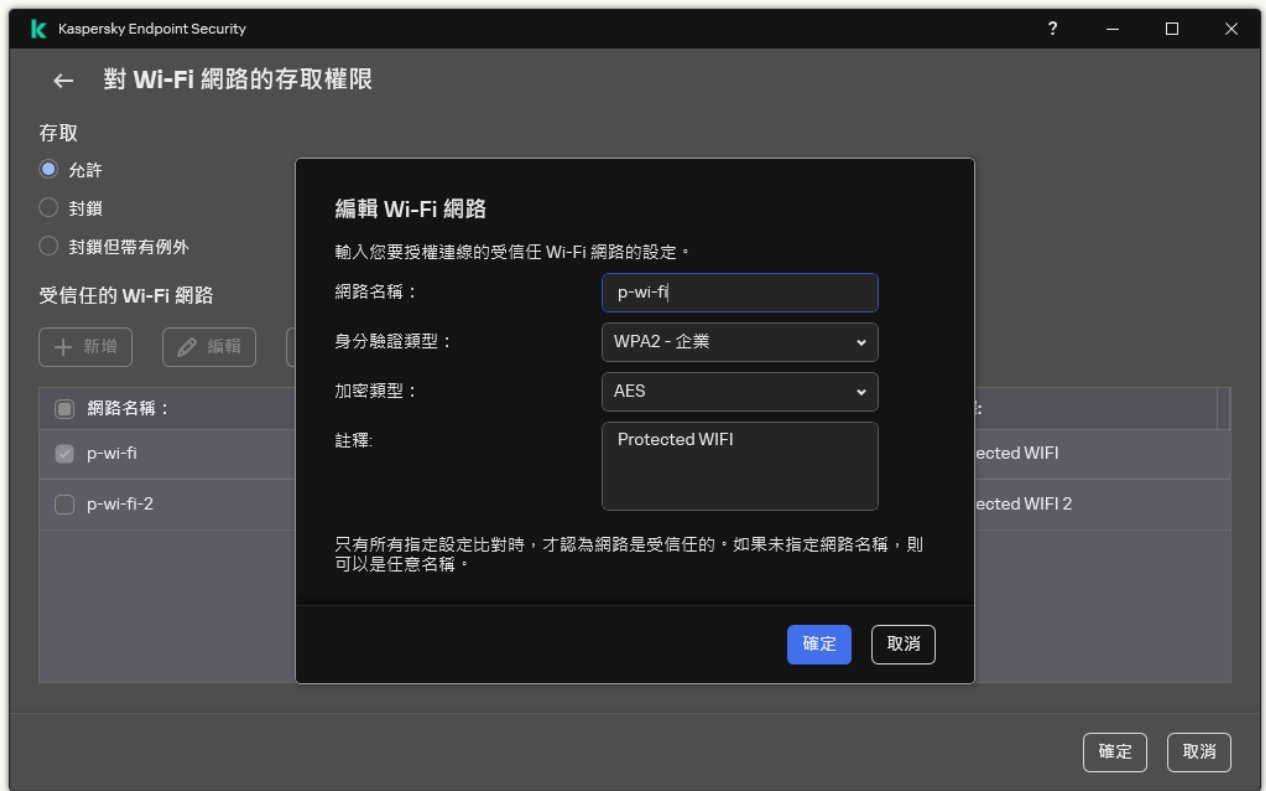 Kaspersky Endpoint Security
對 Wi-Fi 網路的存取權限
存取
允許
封鎖
封鎖但帶有例外
受信任的 Wi-Fi 網路
新增
編輯
網路名稱：
p-wi-fi
ected WIFI
p-wi-fi-2
ected WIFI 2
編輯 Wi-Fi 網路
輸入您要授權連線的受信任 Wi-Fi 網路的設定。
網路名稱： p-wi-fi
身分驗證類型： WPA2 - 企業
加密類型： AES
註釋: Protected WIFI
只有所有指定設定比對時，才認為網路是受信任的。如果未指定網路名稱，則
可以是任意名稱。
確定 取消
確定 取消